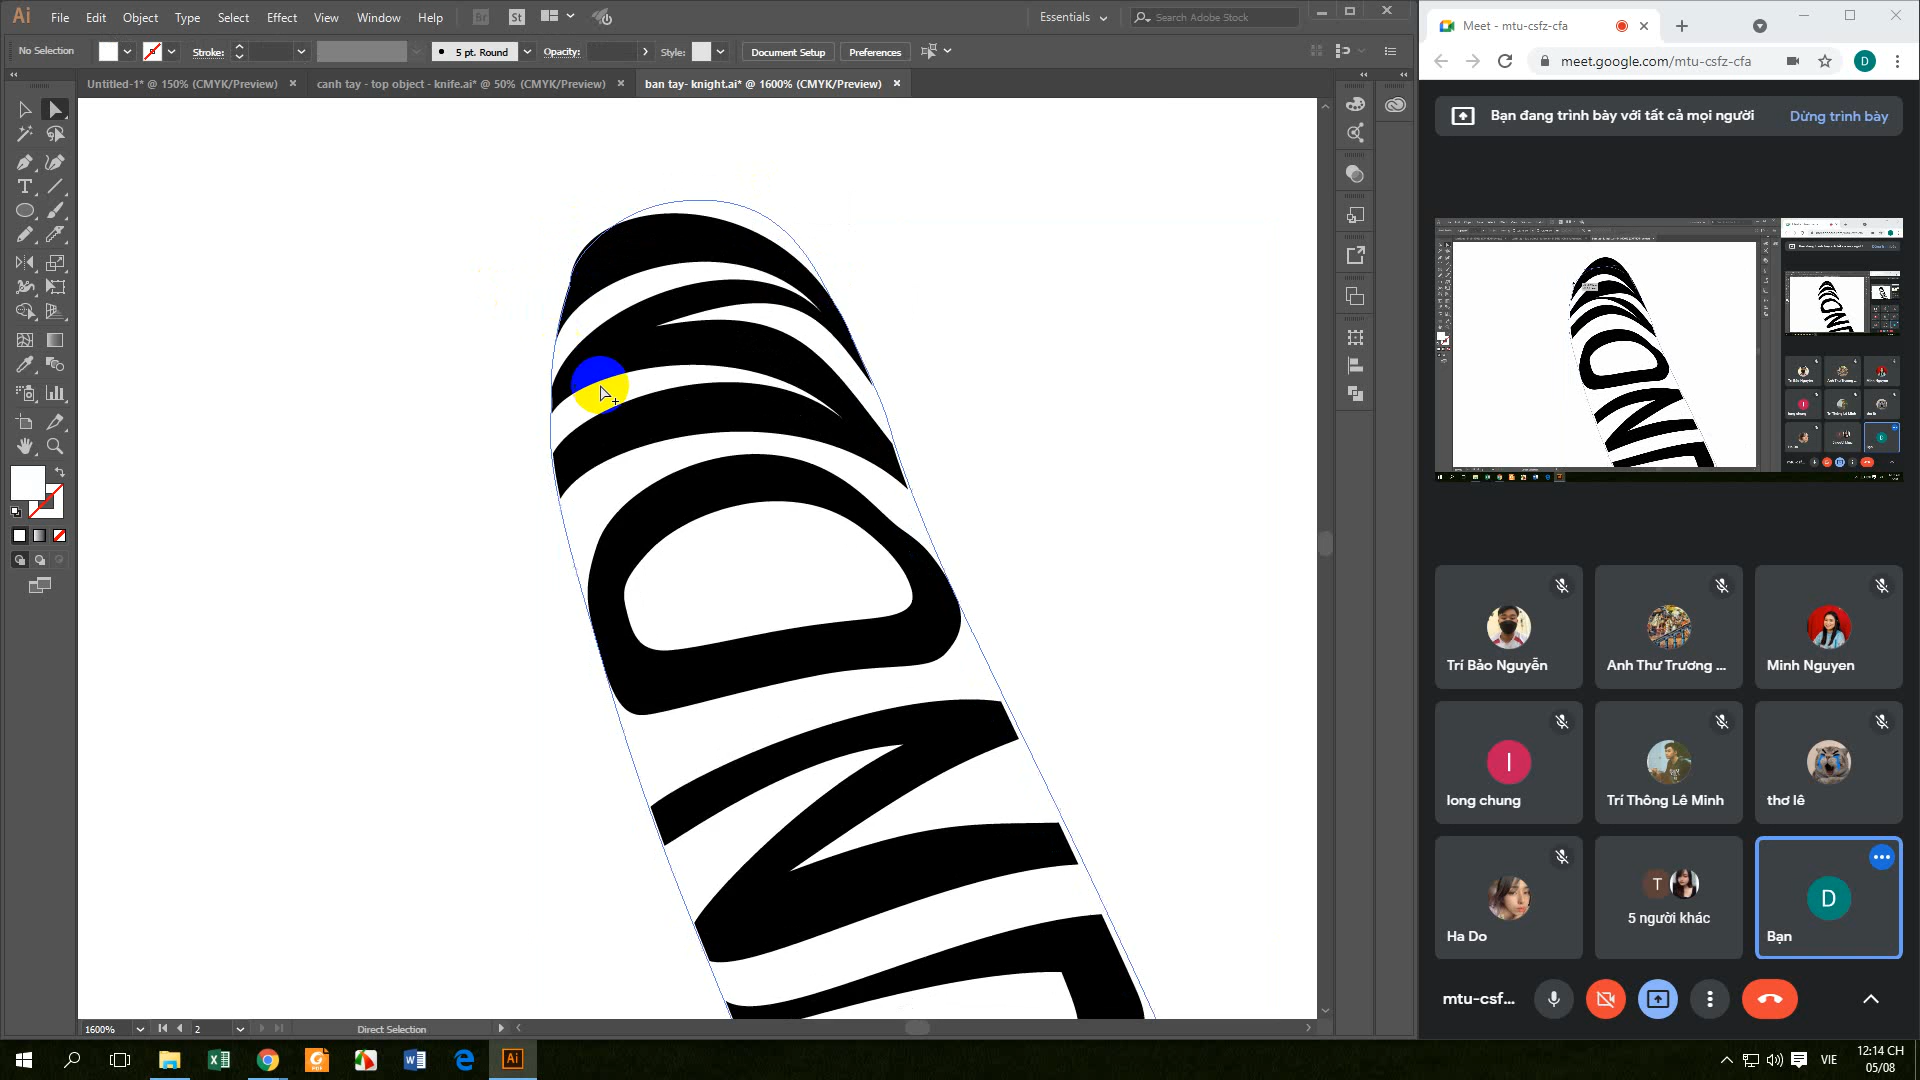 Ai File Edit Object Type Select Effect View Window Help Br St Essentials Search Adobe Stock
No Selection Stroke: 5 pt. Round Opacity: Style: Document Setup Preferences
Untitled-1* @ 150% (CMYK/Preview) canh tay - top object - knife.ai* @ 50% (CMYK/Preview) ban tay- knight.ai* @ 1600% (CMYK/Preview)
1600% 2 Direct Selection
Meet - mtu-csfz-cfa
meet.google.com/mtu-csfz-cfa D
Bạn đang trình bày với tất cả mọi người Dừng trình bày
Trí Bảo Nguyễn Anh Thư Trương ... Minh Nguyen
l
long chung Trí Thông Lê Minh thơ lê
T D
Ha Do 5 người khác Bạn
mtu-csf...
Ai VIE 12:14 CH
05/08